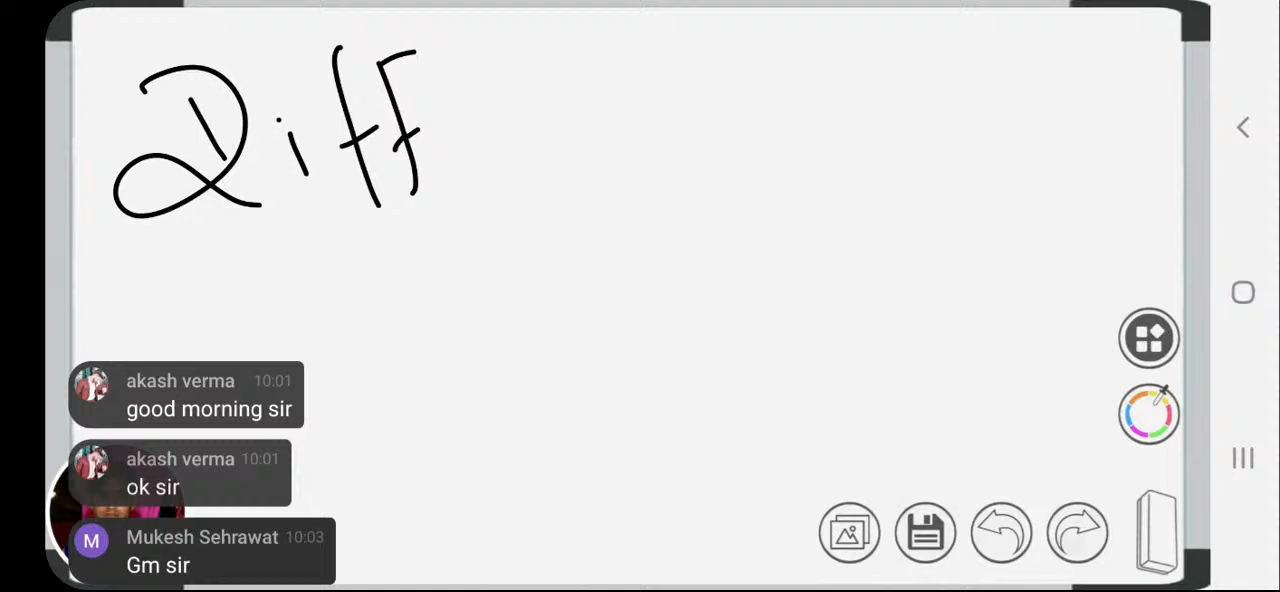 Diff
akash verma 10:01
good morning sir
akash verma 10:01
ok sir
M Mukesh Sehrawat 10:03
Gm sir